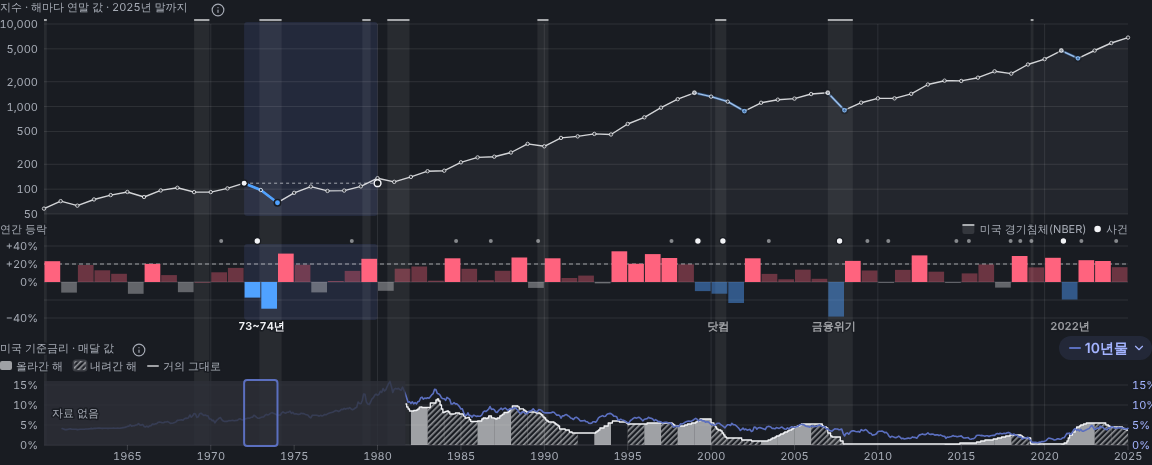 지수 · 해마다 연말 값 · 2025년 말까지 ⓘ
10,000
5,000
2,000
1,000
500
200
100
50
연간 등락
미국 경기침체(NBER) 사건
+40%
+20%
0%
−40%
73~74년 닷컴 금융위기 2022년
미국 기준금리 · 매달 값 ⓘ
10년물
올라간 해 내려간 해 거의 그대로
15% 15%
10% 10%
5% 5%
0% 0%
자료 없음
1965 1970 1975 1980 1985 1990 1995 2000 2005 2010 2015 2020 2025